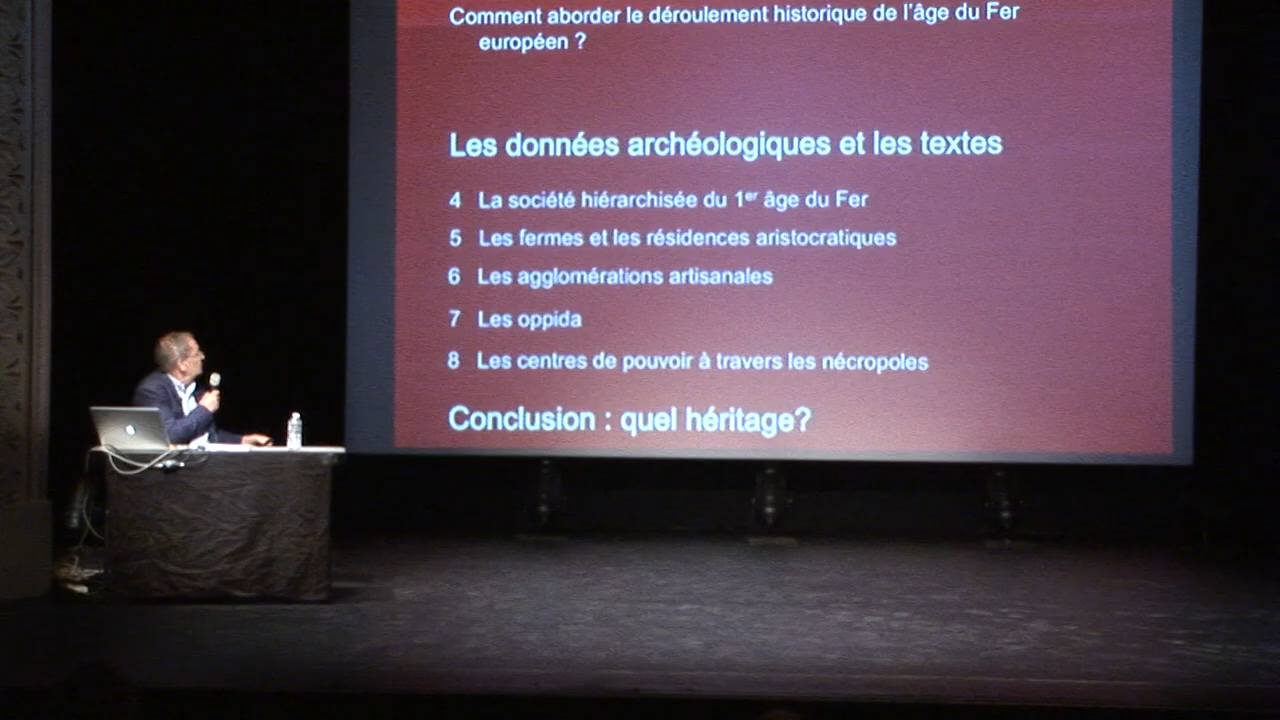 Comment aborder le déroulement historique de l'âge du Fer
européen ?
Les données archéologiques et les textes
4 La société hiérarchisée du 1er âge du Fer
5 Les fermes et les résidences aristocratiques
6 Les agglomérations artisanales
7 Les oppida
8 Les centres de pouvoir à travers les nécropoles
Conclusion : quel héritage?